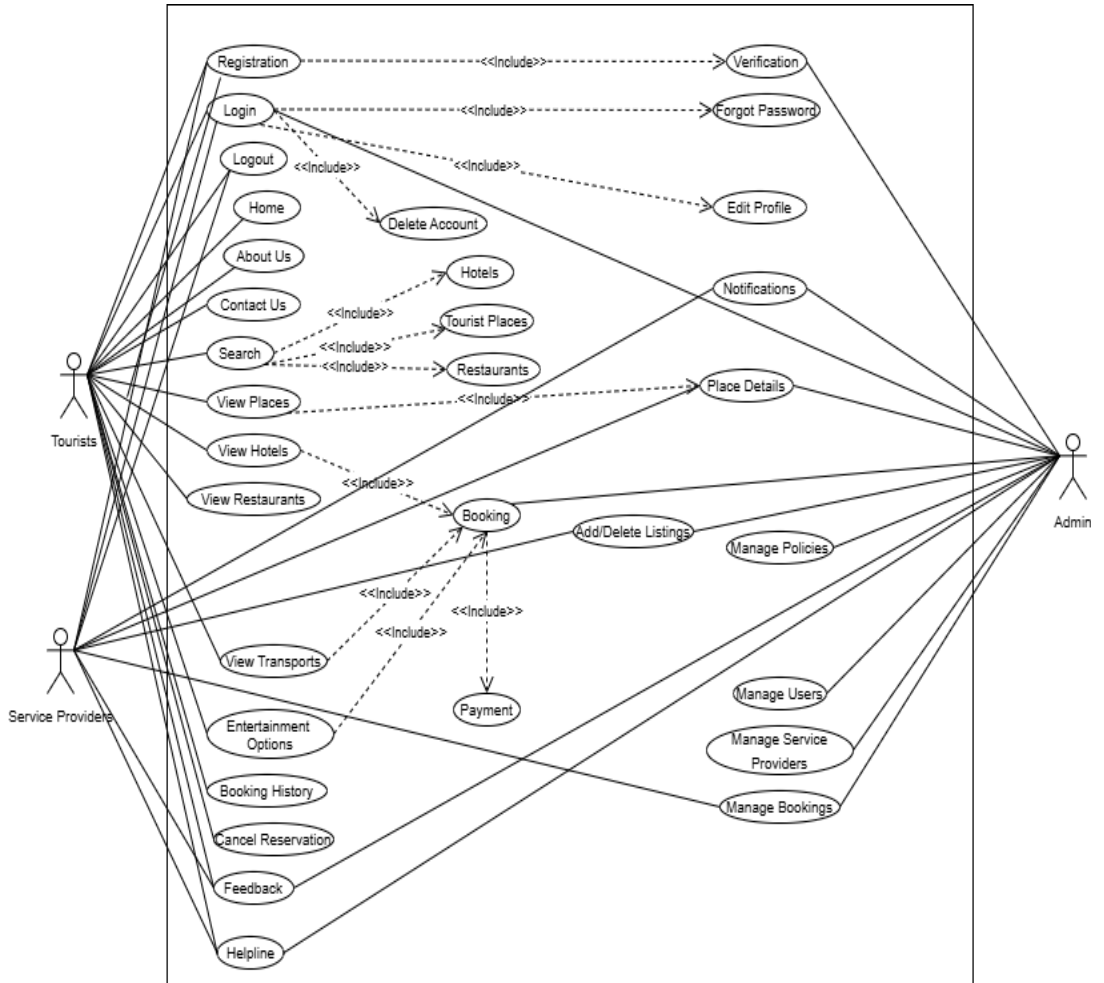 Registration
<<Include>>
Verification
Login
<<Include>>
Forgot Password
Logout
<<Include>>
<<Include>>
Home
Delete Account
Edit Profile
About Us
Hotels
Notifications
Contact Us
<<Include>>
Tourist Places
Search
<<Include>>
<<Include>>
Restaurants
Place Details
View Places
<<Include>>
Tourists
View Hotels
<<Include>>
View Restaurants
Booking
Admin
Add/Delete Listings
Manage Policies
<<Include>>
<<Include>>
<<Include>>
View Transports
Manage Users
Service Providers
Payment
Entertainment
Options
Manage Service
Providers
Booking History
Manage Bookings
Cancel Reservation
Feedback
Helpline